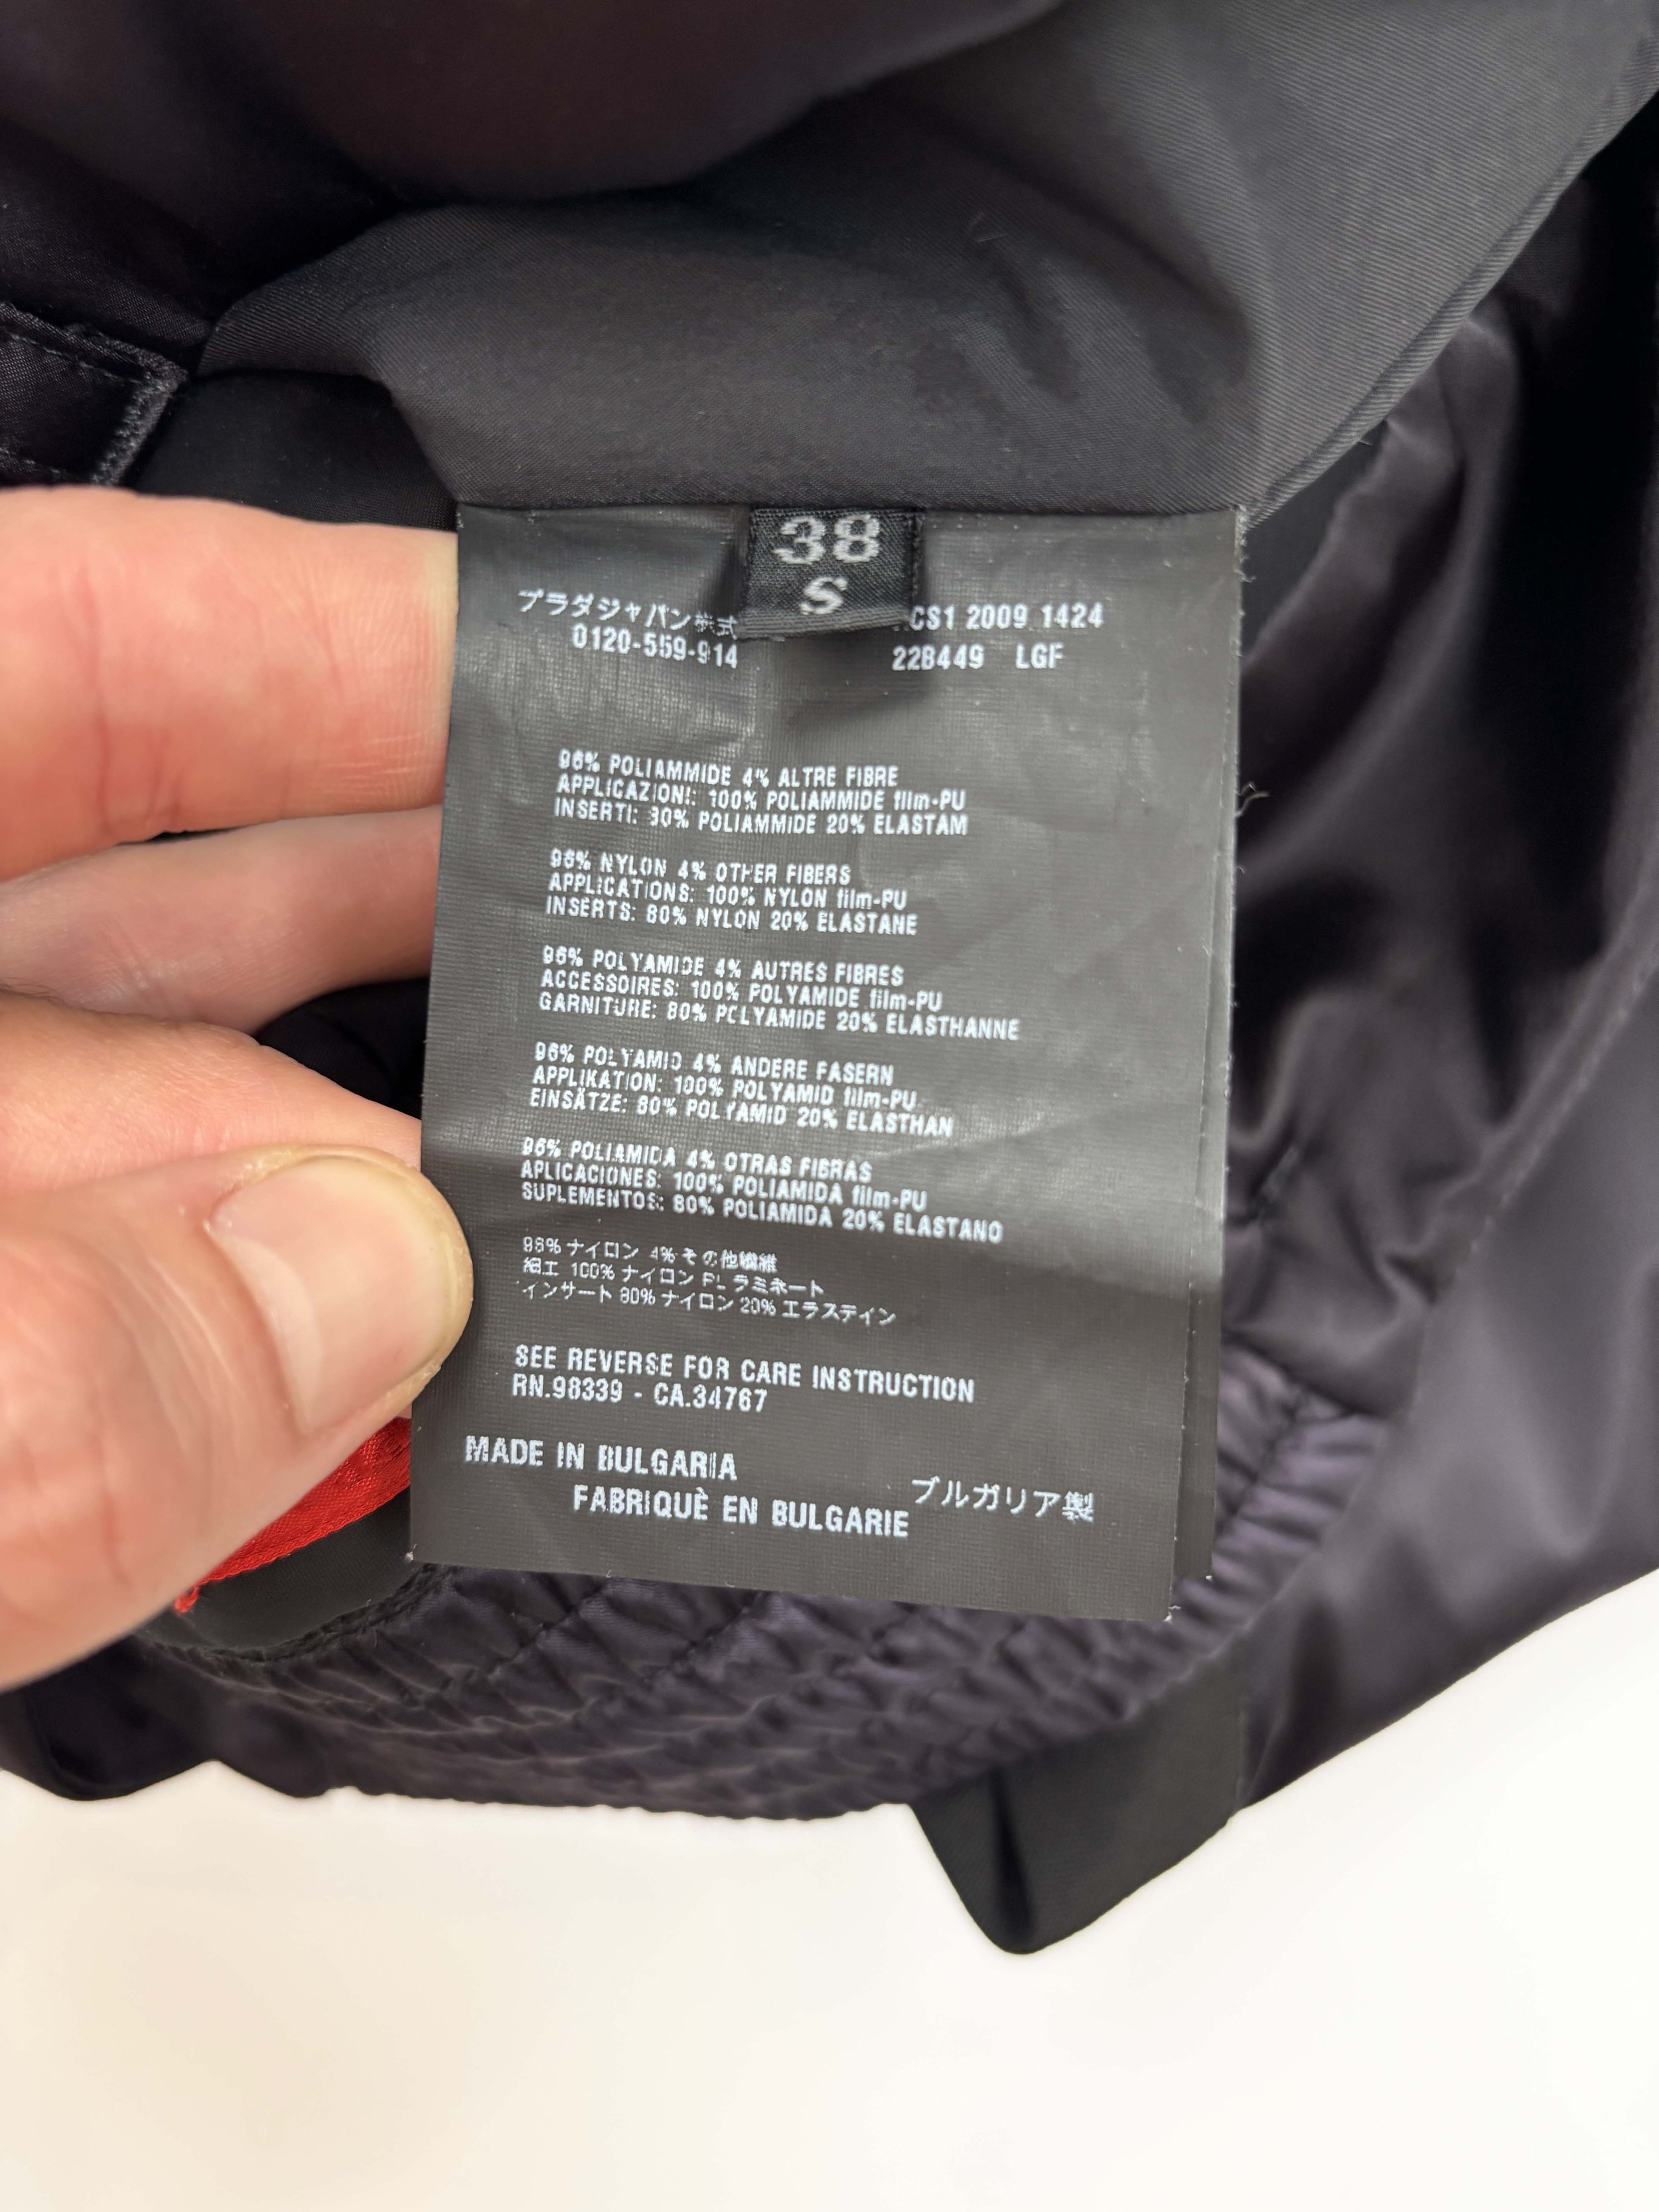 38
S
プラダジャパン株式
0120-559-914
CS1 2009 1424
22B449 LGF
96% POLIAMMIDE 4% ALTRE FIBRE
APPLICAZIONI: 100% POLIAMMIDE film-PU
INSERTI: 80% POLIAMMIDE 20% ELASTAM
96% NYLON 4% OTHER FIBERS
APPLICATIONS: 100% NYLON film-PU
INSERTS: 80% NYLON 20% ELASTANE
96% POLYAMIDE 4% AUTRES FIBRES
ACCESSOIRES: 100% POLYAMIDE film-PU
GARNITURE: 80% POLYAMIDE 20% ELASTHANNE
96% POLYAMID 4% ANDERE FASERN
APPLIKATION: 100% POLYAMID film-PU
EINSÄTZE: 80% POLYAMID 20% ELASTHAN
96% POLIAMIDA 4% OTRAS FIBRAS
APLICACIONES: 100% POLIAMIDA film-PU
SUPLEMENTOS: 80% POLIAMIDA 20% ELASTANO
96% ナイロン 4% その他繊維
細工 100% ナイロン PU ラミネート
インサート 80% ナイロン 20% エラステイン
SEE REVERSE FOR CARE INSTRUCTION
RN.98339 - CA.34767
MADE IN BULGARIA
FABRIQUÈ EN BULGARIE
ブルガリア製